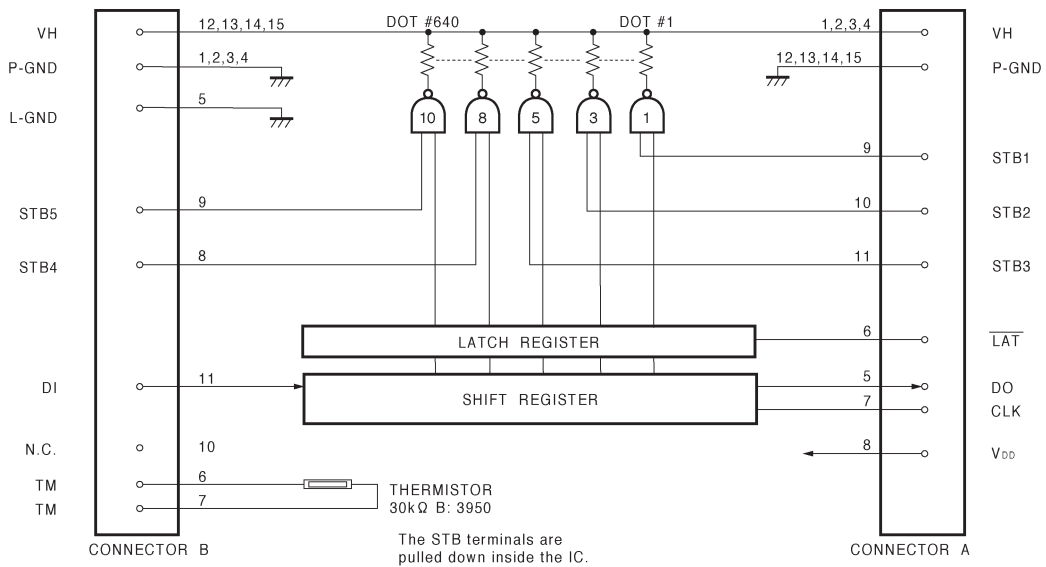 DOT #640
DOT #1
VH
12,13,14,15
1,2,3,4
VH
P-GND
1,2,3,4
12,13,14,15
P-GND
L-GND
5
10
8
5
3
1
9
STB1
STB5
9
10
STB2
STB4
8
11
STB3
LATCH REGISTER
6
LAT
DI
11
SHIFT REGISTER
5
DO
7
CLK
N.C.
10
8
VDD
TM
6
TM
7
THERMISTOR
30kΩ B: 3950
The STB terminals are
pulled down inside the IC.
CONNECTOR B
CONNECTOR A